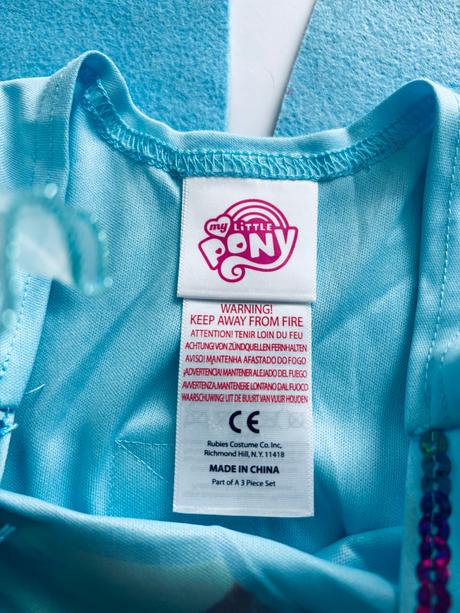 my LiTTLE
PONY
WARNING!
KEEP AWAY FROM FIRE
ATTENTION! TENIR LOIN DU FEU
ACHTUNG! VON ZÜNDQUELLEN FERNHALTEN
AVISO! MANTENHA AFASTADO DO FOGO
¡ADVERTENCIA! MANTENER ALEJADO DEL FUEGO
AVVERTENZA, MANTENERE LONTANO DAL FUOCO
WAARSCHUWING! UIT DE BUURT VAN VUUR HOUDEN
CE
Rubies Costume Co. Inc,
Richmond Hill, N.Y. 11418
MADE IN CHINA
Part of A 3 Piece Set